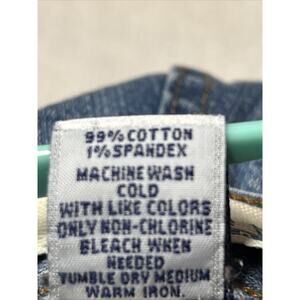 99% COTTON
1% SPANDEX
MACHINE WASH
COLD
WITH LIKE COLORS
ONLY NON-CHLORINE
BLEACH WHEN
NEEDED
TUMBLE DRY MEDIUM
WARM IRON.